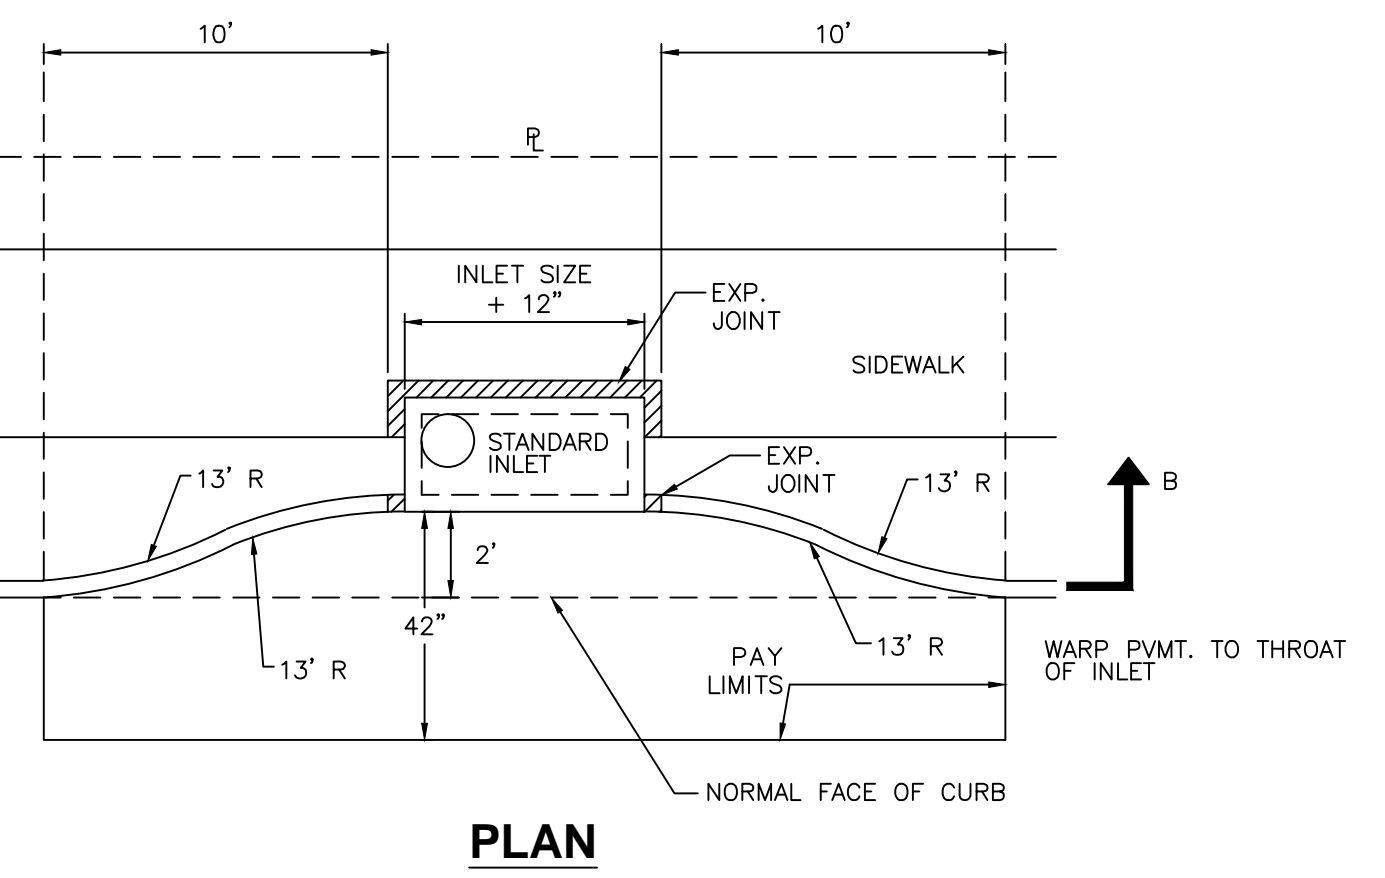 10'
10'
PL
INLET SIZE
+ 12"
EXP.
JOINT
SIDEWALK
STANDARD
INLET
EXP.
JOINT
13' R
13' R
B
2'
42"
13' R
13' R
PAY
LIMITS
WARP PVMT. TO THROAT
OF INLET
NORMAL FACE OF CURB
PLAN